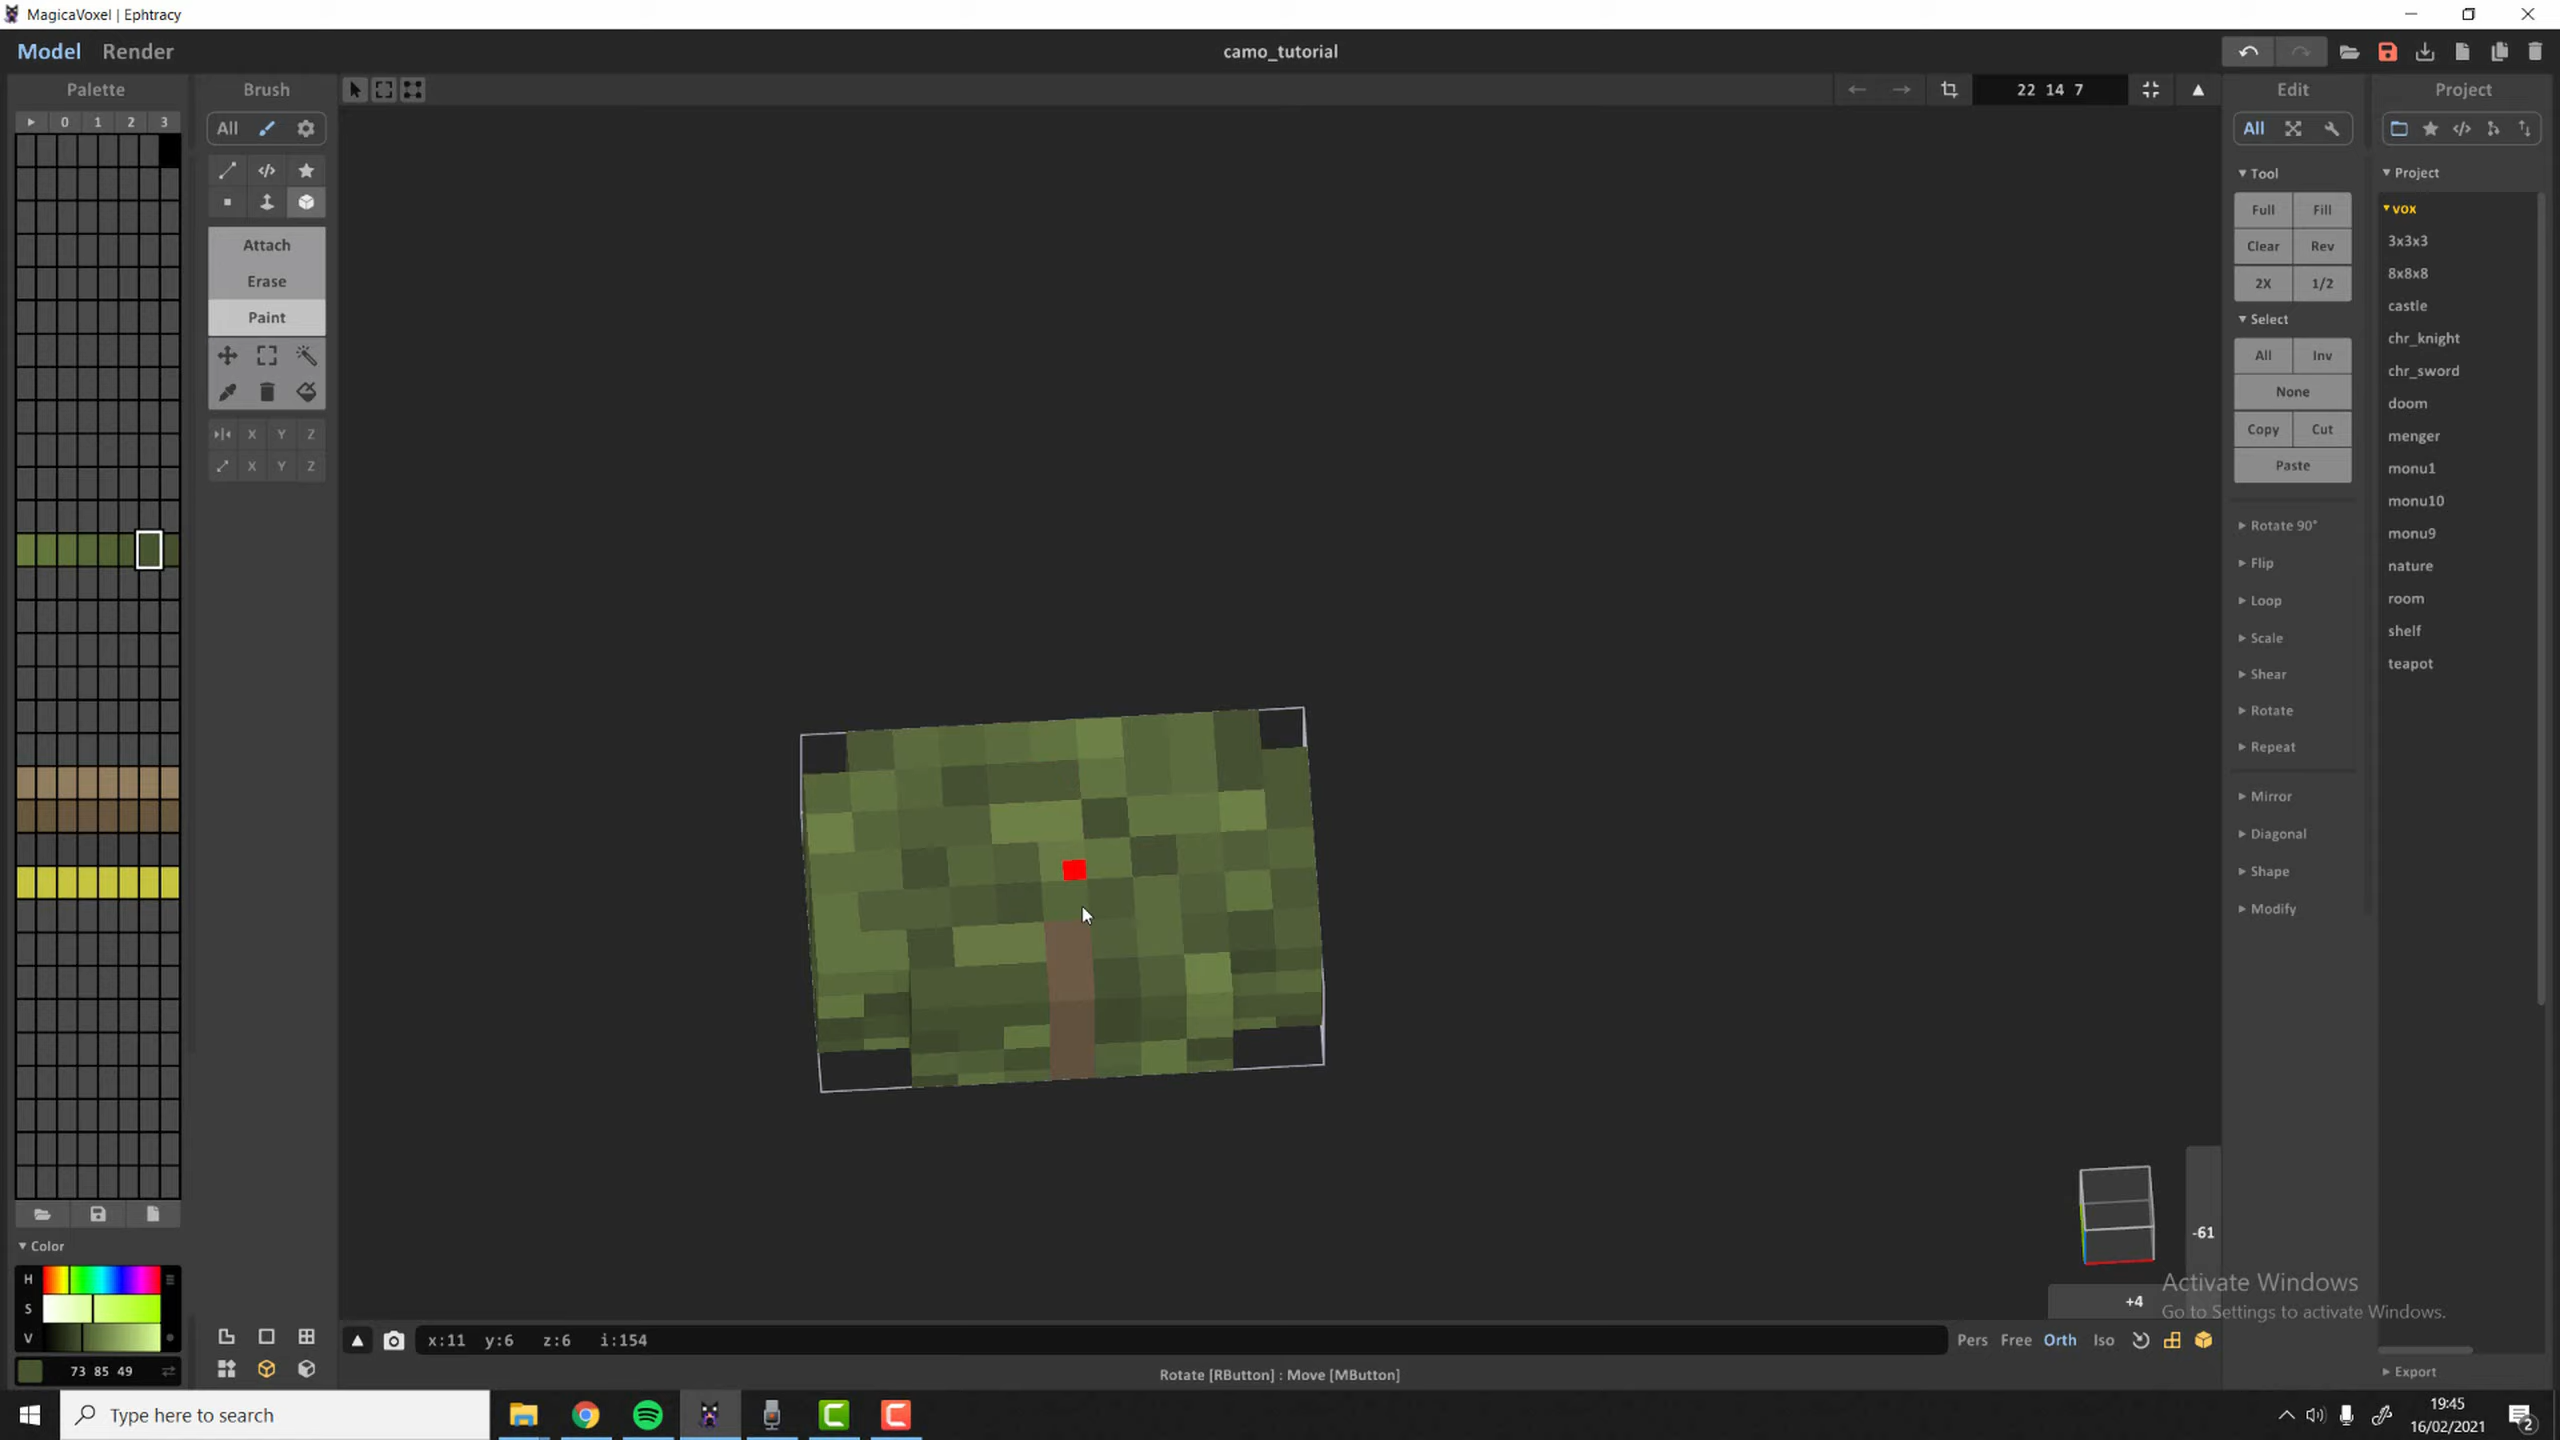 MagicaVoxel | Ephtracy
Model Render
camo_tutorial
Palette
Brush
22 14 7
Edit
Project
0 1 2 3
All
All
Tool
Project
Attach
Full Fill
vox
Erase
Clear Rev
3x3x3
Paint
2X 1/2
8x8x8
castle
Select
chr_knight
All Inv
chr_sword
None
doom
X Y Z
Copy Cut
menger
X Y Z
Paste
monu1
monu10
Rotate 90°
monu9
Flip
nature
Loop
room
Scale
shelf
Shear
teapot
Rotate
Repeat
Mirror
Diagonal
Shape
Modify
Color
H
S
V
73 85 49
-61
+4
Activate Windows
Go to Settings to activate Windows.
x:11 y:6 z:6 i:154
Pers Free Orth Iso
Rotate [RButton] : Move [MButton]
Export
Type here to search
19:45
16/02/2021
2